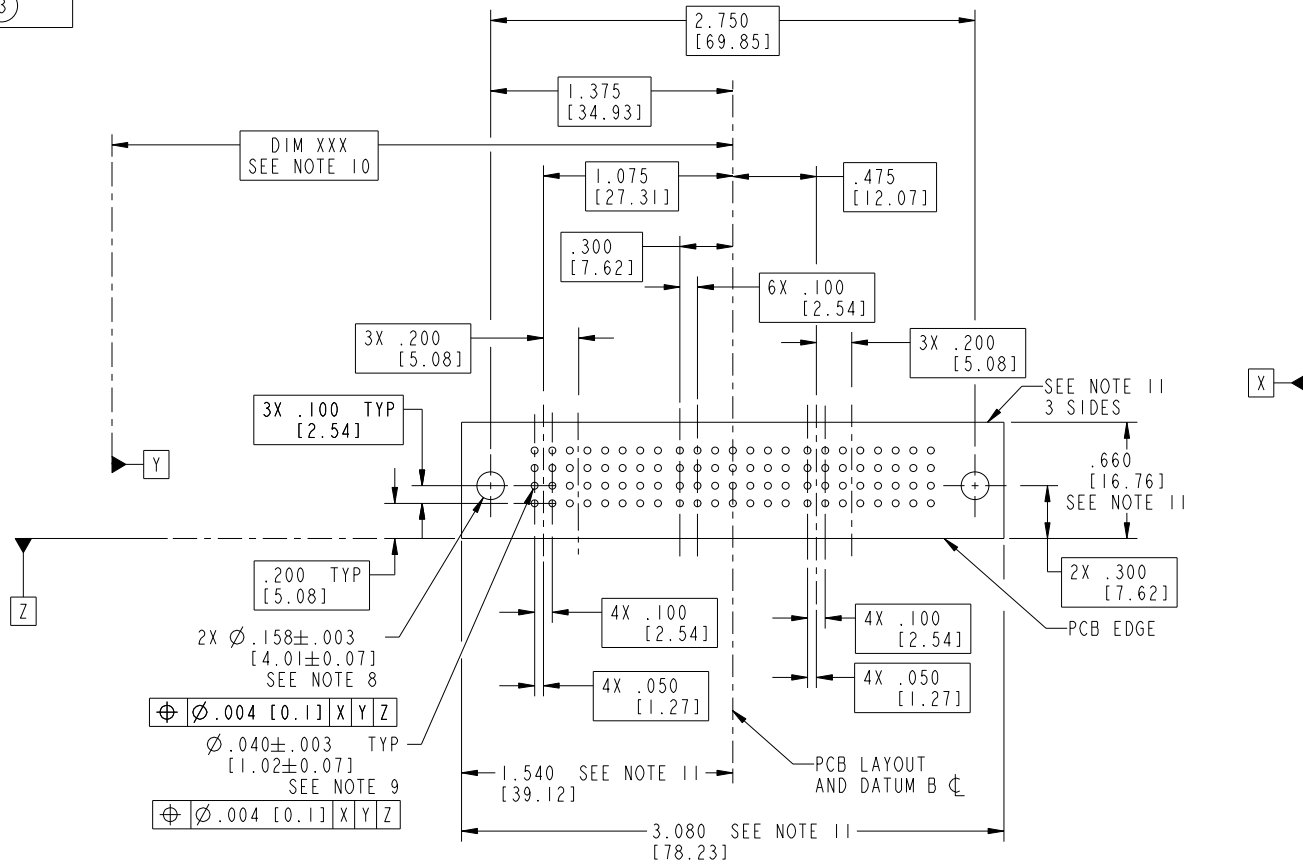 3
2.750
[69.85]
1.375
[34.93]
DIM XXX
SEE NOTE 10
1.075
[27.31]
.475
[12.07]
.300
[7.62]
6X .100
[2.54]
3X .200
[5.08]
3X .200
[5.08]
X
SEE NOTE 11
3 SIDES
3X .100 TYP
[2.54]
Y
.660
[16.76]
SEE NOTE 11
.200 TYP
[5.08]
2X .300
[7.62]
Z
4X .100
[2.54]
4X .100
[2.54]
PCB EDGE
2X Ø.158±.003
[4.01±0.07]
SEE NOTE 8
4X .050
[1.27]
4X .050
[1.27]
⌖ Ø.004 [0.1] X Y Z
Ø.040±.003 TYP
[1.02±0.07]
SEE NOTE 9
⌖ Ø.004 [0.1] X Y Z
1.540 SEE NOTE 11
[39.12]
PCB LAYOUT
AND DATUM B ℄
3.080 SEE NOTE 11
[78.23]